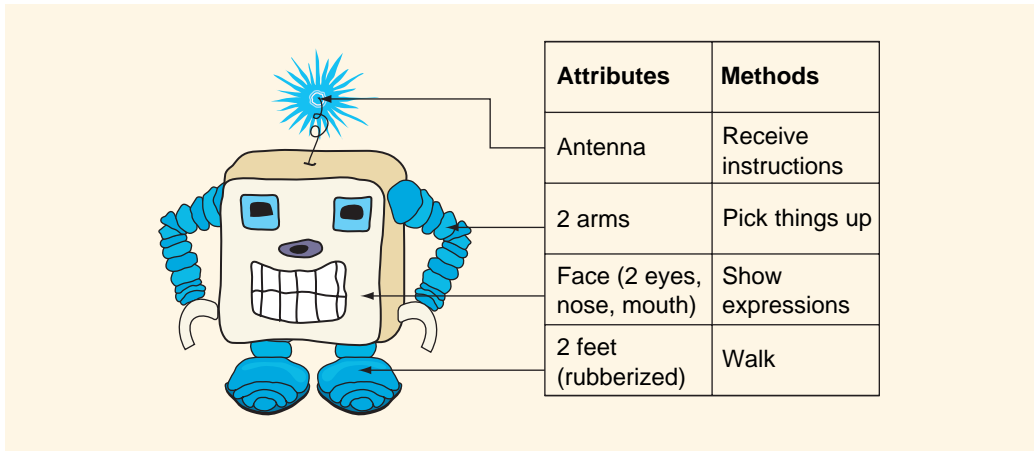 Attributes Methods
Antenna Receive
instructions
2 arms Pick things up
Face (2 eyes, Show
nose, mouth) expressions
2 feet
(rubberized) Walk